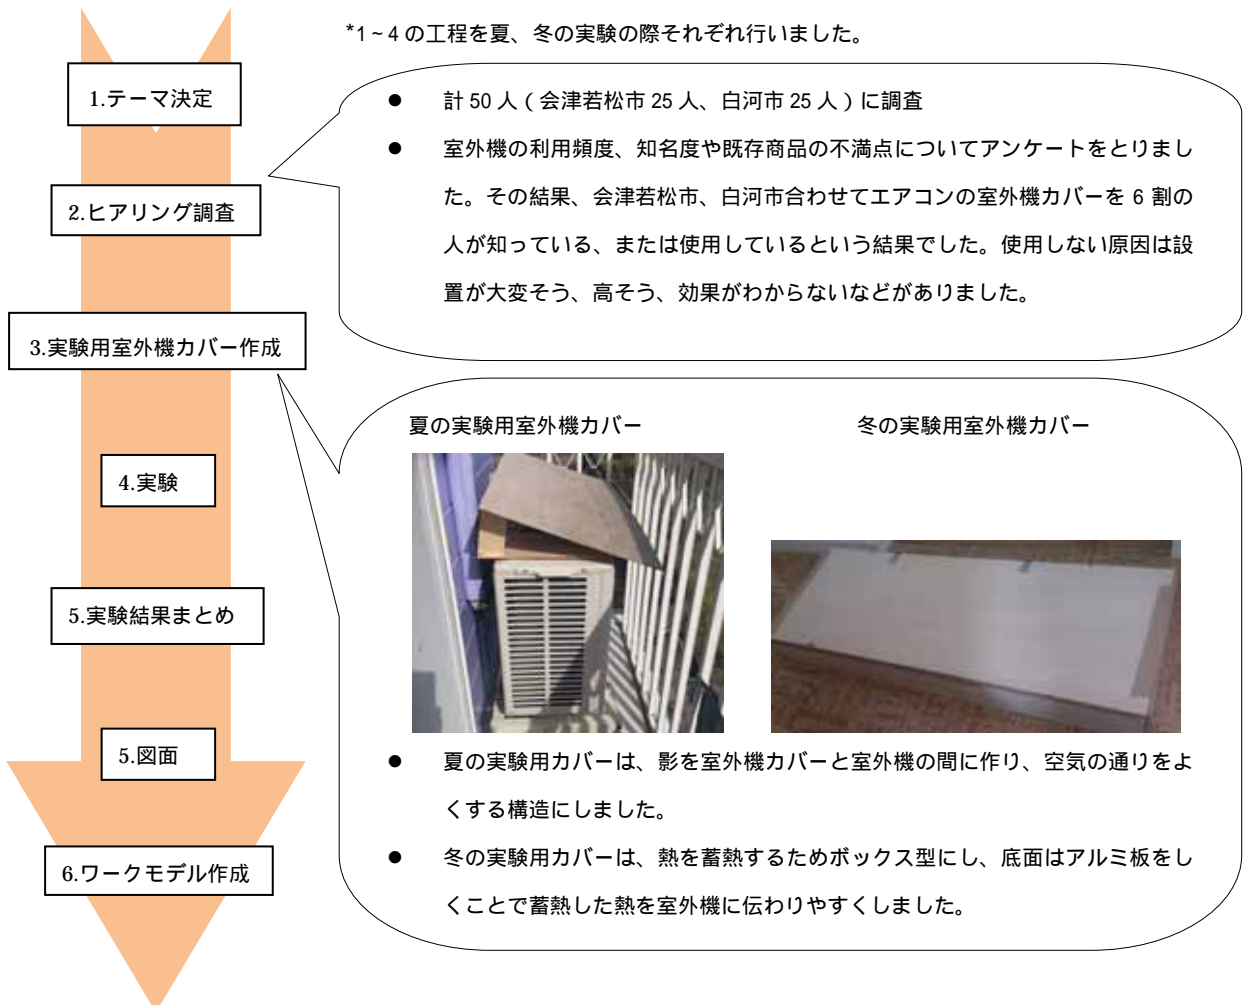 *1~4 の工程を夏、冬の実験の際それぞれ行いました。
1.テーマ決定
● 計 50 人（会津若松市 25 人、白河市 25 人）に調査
● 室外機の利用頻度、知名度や既存商品の不満点についてアンケートをとりまし
た。その結果、会津若松市、白河市合わせてエアコンの室外機カバーを 6 割の
人が知っている、または使用しているという結果でした。使用しない原因は設
置が大変そう、高そう、効果がわからないなどがありました。
2.ヒアリング調査
3.実験用室外機カバー作成
夏の実験用室外機カバー
冬の実験用室外機カバー
● 夏の実験用カバーは、影を室外機カバーと室外機の間に作り、空気の通りをよ
くする構造にしました。
● 冬の実験用カバーは、熱を蓄熱するためボックス型にし、底面はアルミ板をし
くことで蓄熱した熱を室外機に伝わりやすくしました。
4.実験
5.実験結果まとめ
5.図面
6.ワークモデル作成